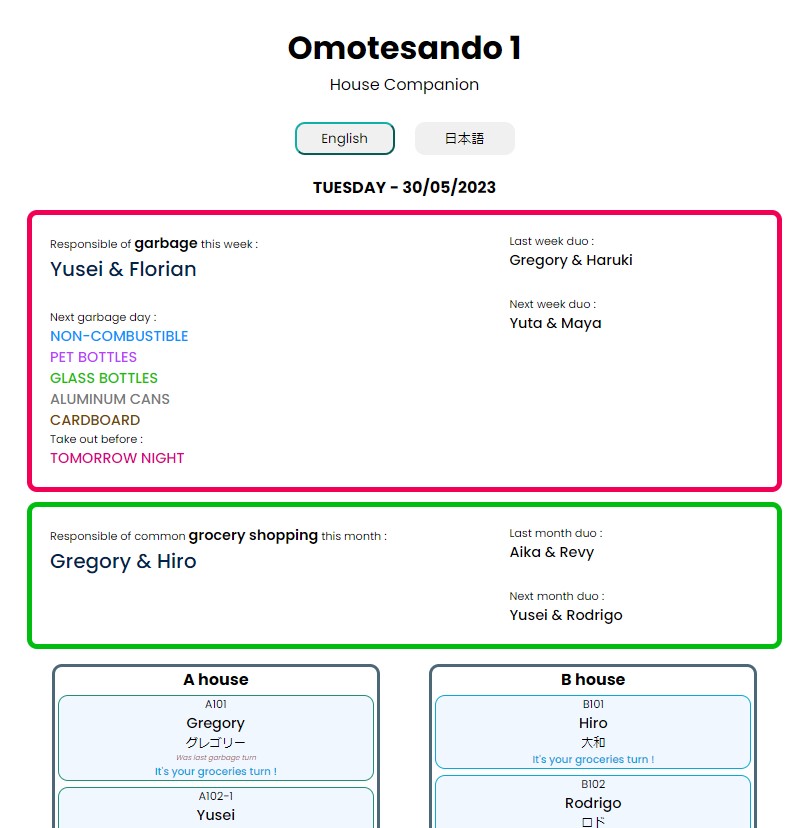 Omotesando 1
House Companion
English
日本語
TUESDAY - 30/05/2023
Responsible of garbage this week :
Yusei & Florian
Next garbage day :
NON-COMBUSTIBLE
PET BOTTLES
GLASS BOTTLES
ALUMINUM CANS
CARDBOARD
Take out before :
TOMORROW NIGHT
Last week duo :
Gregory & Haruki
Next week duo :
Yuta & Maya
Responsible of common grocery shopping this month :
Gregory & Hiro
Last month duo :
Aika & Revy
Next month duo :
Yusei & Rodrigo
A house
A101
Gregory
グレゴリー
Was last garbage turn
It's your groceries turn !
A102-1
Yusei
B house
B101
Hiro
大和
It's your groceries turn !
B102
Rodrigo
ロド